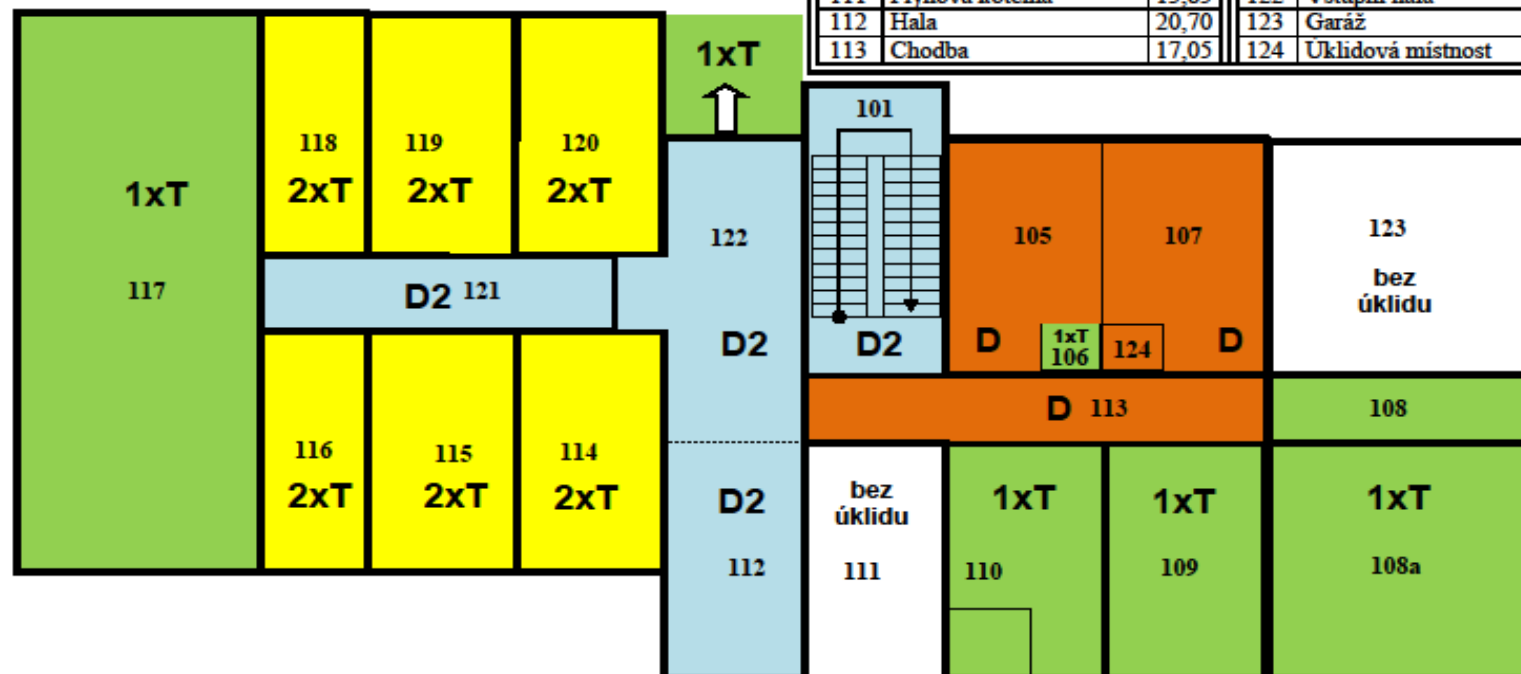 112 Hala 20,70 123 Garáž
113 Chodba 17,05 124 Úklidová místnost
1xT
101
118
2xT
119
2xT
120
2xT
1xT
117
122
105
107
123
bez
úklidu
D2 121
D2
D2
D
1xT
106
124
D
D 113
108
116
2xT
115
2xT
114
2xT
D2
112
bez
úklidu
111
1xT
110
1xT
109
1xT
108a